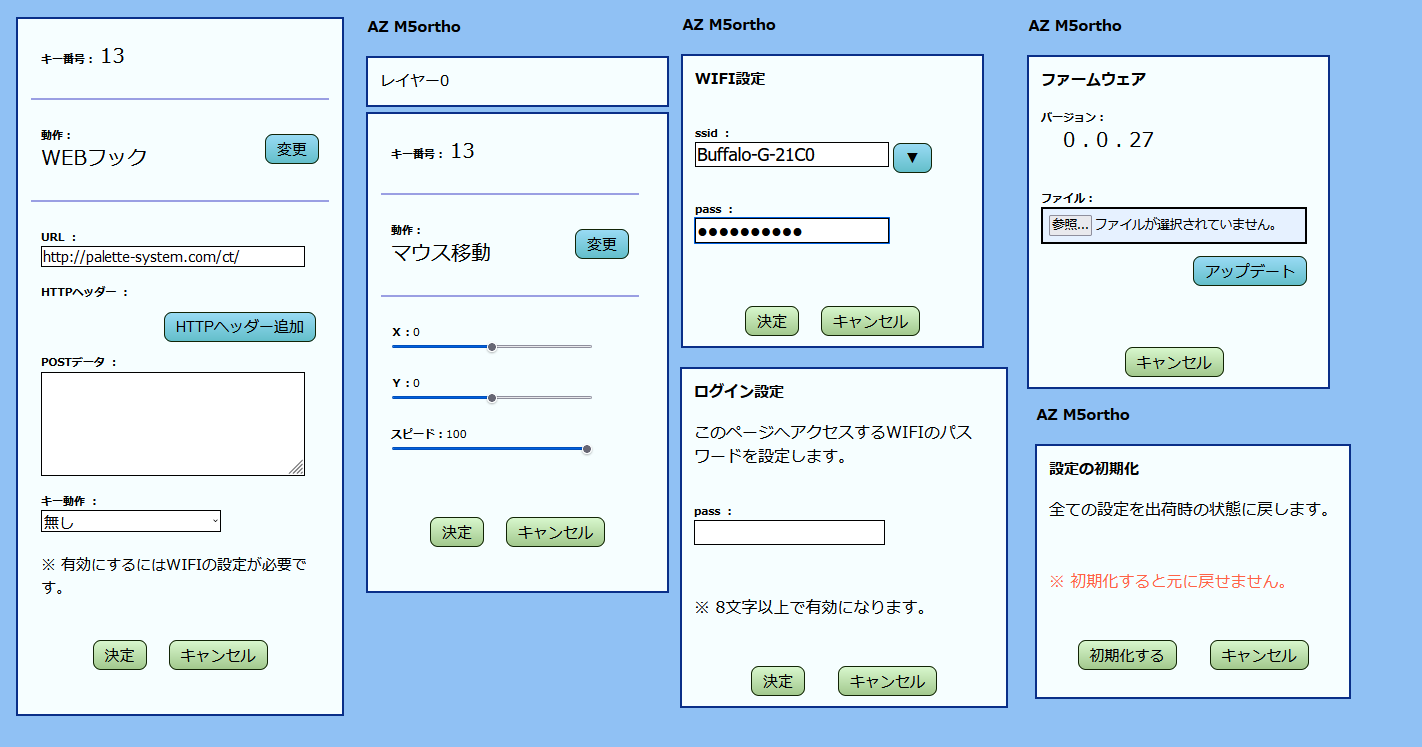 キー番号： 13
動作：
WEBフック
変更
URL ：
http://palette-system.com/ct/
HTTPヘッダー ：
HTTPヘッダー追加
POSTデータ ：
キー動作 ：
無し
※ 有効にするにはWIFIの設定が必要で
す。
決定 キャンセル
AZ M5ortho
レイヤー0
キー番号： 13
動作：
マウス移動
変更
X：0
Y：0
スピード：100
決定 キャンセル
AZ M5ortho
WIFI設定
ssid ：
Buffalo-G-21C0 ▼
pass ：
●●●●●●●●●●
決定 キャンセル
ログイン設定
このページへアクセスするWIFIのパス
ワードを設定します。
pass ：
※ 8文字以上で有効になります。
決定 キャンセル
AZ M5ortho
ファームウェア
バージョン：
0．0．27
ファイル：
参照... ファイルが選択されていません。
アップデート
キャンセル
AZ M5ortho
設定の初期化
全ての設定を出荷時の状態に戻します。
※ 初期化すると元に戻せません。
初期化する キャンセル